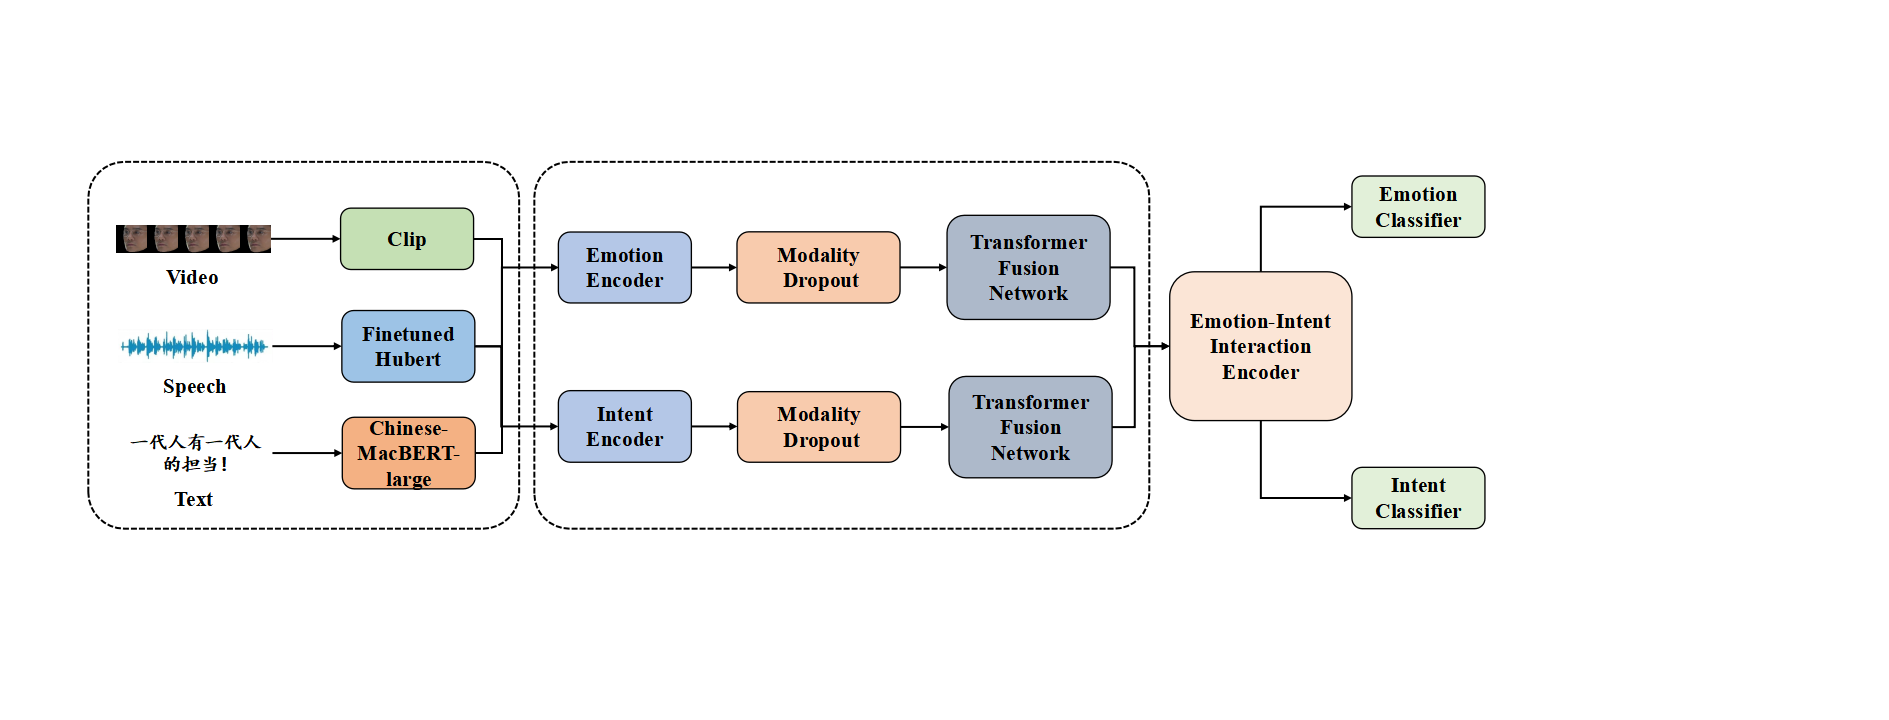 Video
Speech
一代人有一代人
的担当!
Text
Clip
Finetuned
Hubert
Chinese-
MacBERT-
large
Emotion
Encoder
Modality
Dropout
Transformer
Fusion
Network
Intent
Encoder
Modality
Dropout
Transformer
Fusion
Network
Emotion-Intent
Interaction
Encoder
Emotion
Classifier
Intent
Classifier